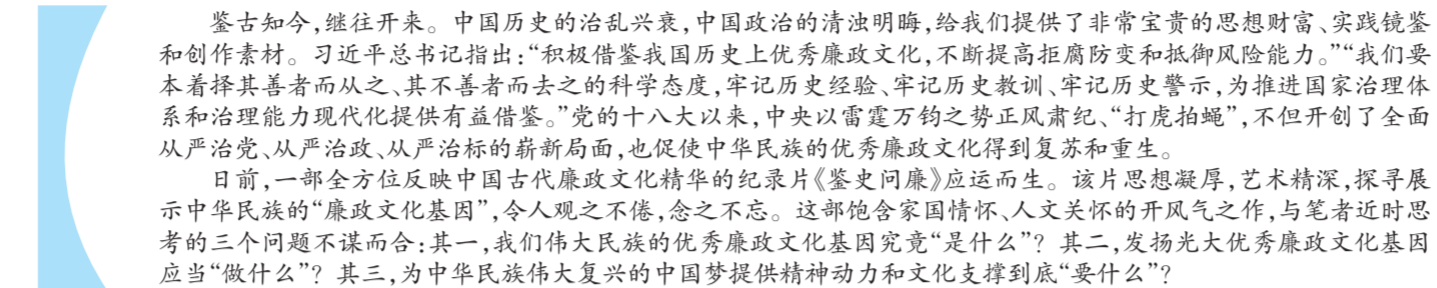 鉴古知今，继往开来。中国历史的治乱兴衰，中国政治的清浊明晦，给我们提供了非常宝贵的思想财富、实践镜鉴
和创作素材。习近平总书记指出：“积极借鉴我国历史上优秀廉政文化，不断提高拒腐防变和抵御风险能力。”“我们要
本着择其善者而从之、其不善者而去之的科学态度，牢记历史经验、牢记历史教训、牢记历史警示，为推进国家治理体
系和治理能力现代化提供有益借鉴。”党的十八大以来，中央以雷霆万钧之势正风肃纪、“打虎拍蝇”，不但开创了全面
从严治党、从严治政、从严治标的崭新局面，也促使中华民族的优秀廉政文化得到复苏和重生。
日前，一部全方位反映中国古代廉政文化精华的纪录片《鉴史问廉》应运而生。该片思想凝厚，艺术精深，探寻展
示中华民族的“廉政文化基因”，令人观之不倦，念之不忘。这部饱含家国情怀、人文关怀的开风气之作，与笔者近时思
考的三个问题不谋而合：其一，我们伟大民族的优秀廉政文化基因究竟“是什么”？其二，发扬光大优秀廉政文化基因
应当“做什么”？其三，为中华民族伟大复兴的中国梦提供精神动力和文化支撑到底“要什么”？